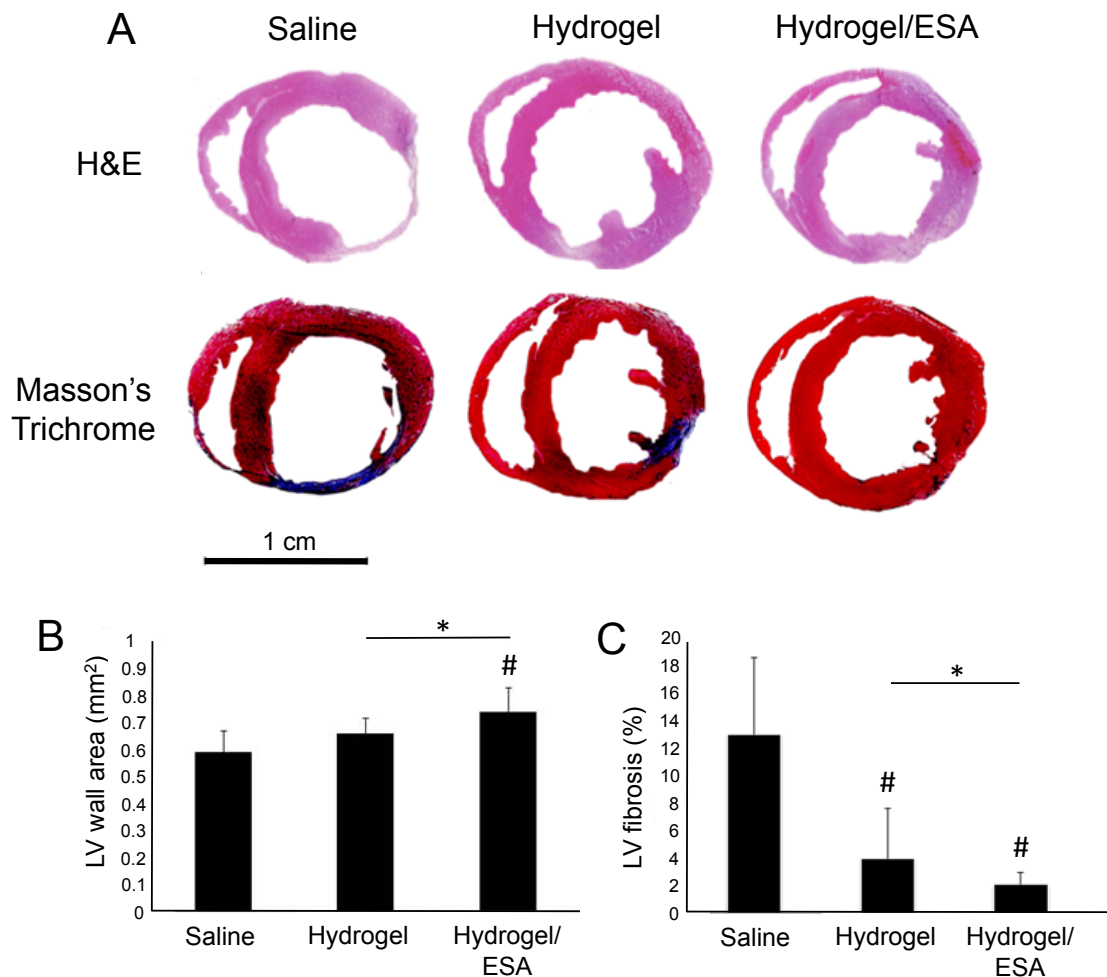 A
Saline
Hydrogel
Hydrogel/ESA
H&E
Masson's
Trichrome
1 cm
B
LV wall area (mm²)
1
0.9
0.8
0.7
0.6
0.5
0.4
0.3
0.2
0.1
0
*
#
Saline
Hydrogel
Hydrogel/
ESA
C
LV fibrosis (%)
20
18
16
14
12
10
8
6
4
2
0
*
#
#
Saline
Hydrogel
Hydrogel/
ESA